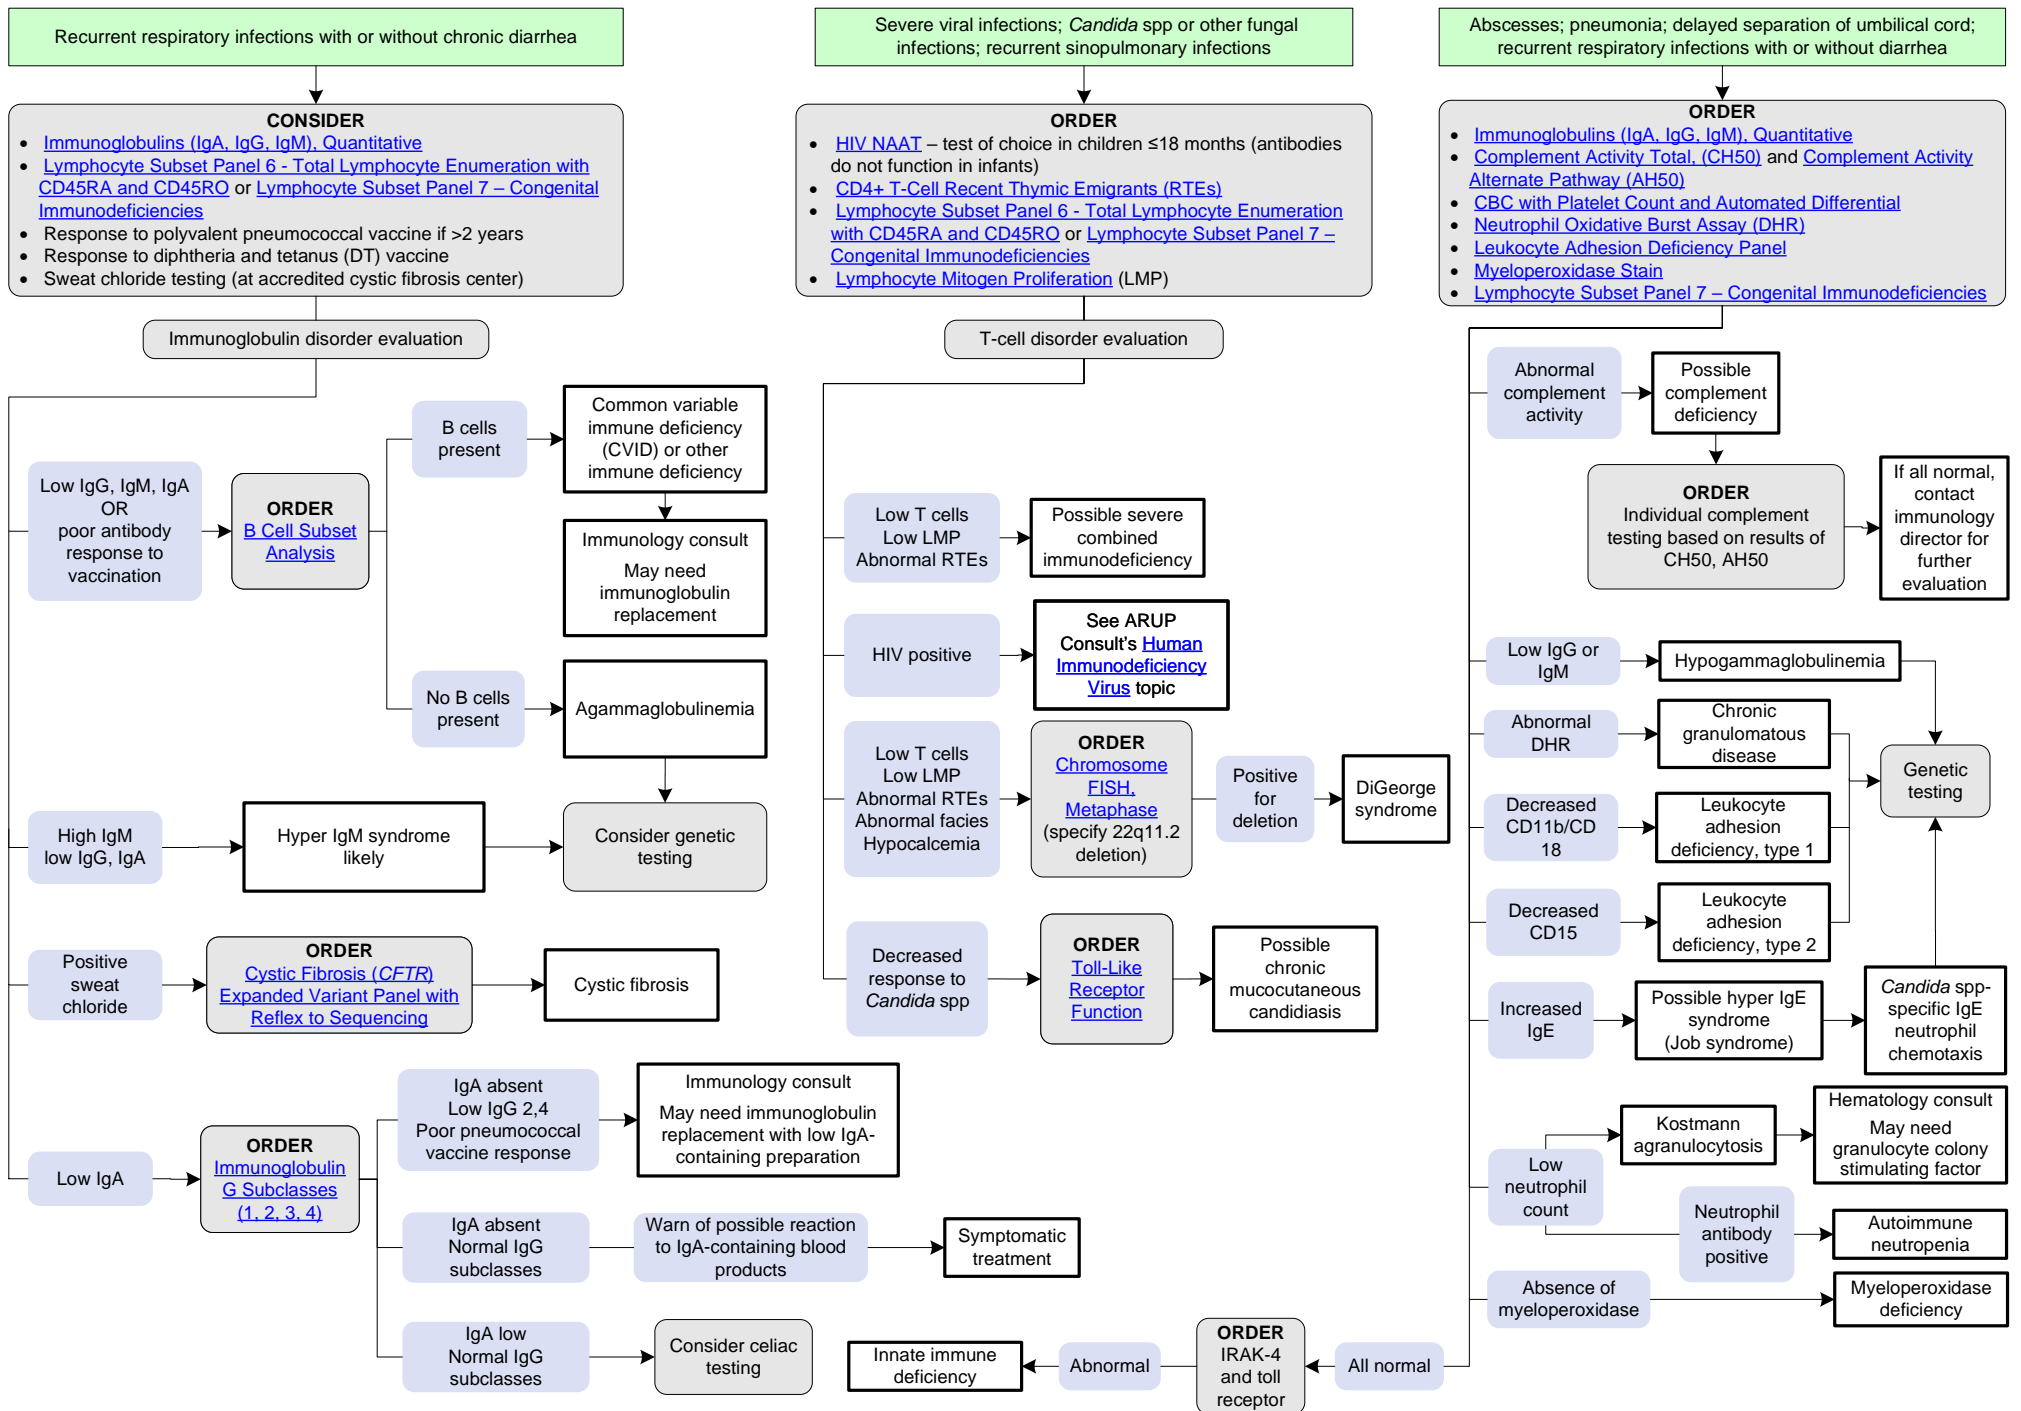 Recurrent respiratory infections with or without chronic diarrhea
CONSIDER
• Immunoglobulins (IgA, IgG, IgM), Quantitative
• Lymphocyte Subset Panel 6 - Total Lymphocyte Enumeration with
CD45RA and CD45RO or Lymphocyte Subset Panel 7 – Congenital
Immunodeficiencies
• Response to polyvalent pneumococcal vaccine if >2 years
• Response to diphtheria and tetanus (DT) vaccine
• Sweat chloride testing (at accredited cystic fibrosis center)
Immunoglobulin disorder evaluation
Low IgG, IgM, IgA
OR
poor antibody
response to
vaccination
ORDER
B Cell Subset
Analysis
B cells
present
Common variable
immune deficiency
(CVID) or other
immune deficiency
Immunology consult
May need
immunoglobulin
replacement
No B cells
present
Agammaglobulinemia
High IgM
low IgG, IgA
Hyper IgM syndrome
likely
Consider genetic
testing
Positive
sweat
chloride
ORDER
Cystic Fibrosis (CFTR)
Expanded Variant Panel with
Reflex to Sequencing
Cystic fibrosis
Low IgA
ORDER
Immunoglobulin
G Subclasses
(1, 2, 3, 4)
IgA absent
Low IgG 2,4
Poor pneumococcal
vaccine response
Immunology consult
May need immunoglobulin
replacement with low IgA-
containing preparation
IgA absent
Normal IgG
subclasses
Warn of possible reaction
to IgA-containing blood
products
Symptomatic
treatment
IgA low
Normal IgG
subclasses
Consider celiac
testing
Severe viral infections; Candida spp or other fungal
infections; recurrent sinopulmonary infections
ORDER
• HIV NAAT – test of choice in children ≤18 months (antibodies
do not function in infants)
• CD4+ T-Cell Recent Thymic Emigrants (RTEs)
• Lymphocyte Subset Panel 6 - Total Lymphocyte Enumeration
with CD45RA and CD45RO or Lymphocyte Subset Panel 7 –
Congenital Immunodeficiencies
• Lymphocyte Mitogen Proliferation (LMP)
T-cell disorder evaluation
Low T cells
Low LMP
Abnormal RTEs
Possible severe
combined
immunodeficiency
HIV positive
See ARUP
Consult's Human
Immunodeficiency
Virus topic
Low T cells
Low LMP
Abnormal RTEs
Abnormal facies
Hypocalcemia
ORDER
Chromosome
FISH,
Metaphase
(specify 22q11.2
deletion)
Positive
for
deletion
DiGeorge
syndrome
Decreased
response to
Candida spp
ORDER
Toll-Like
Receptor
Function
Possible
chronic
mucocutaneous
candidiasis
Abscesses; pneumonia; delayed separation of umbilical cord;
recurrent respiratory infections with or without diarrhea
ORDER
• Immunoglobulins (IgA, IgG, IgM), Quantitative
• Complement Activity Total, (CH50) and Complement Activity
Alternate Pathway (AH50)
• CBC with Platelet Count and Automated Differential
• Neutrophil Oxidative Burst Assay (DHR)
• Leukocyte Adhesion Deficiency Panel
• Myeloperoxidase Stain
• Lymphocyte Subset Panel 7 – Congenital Immunodeficiencies
Abnormal
complement
activity
Possible
complement
deficiency
ORDER
Individual complement
testing based on results of
CH50, AH50
If all normal,
contact
immunology
director for
further
evaluation
Low IgG or
IgM
Hypogammaglobulinemia
Abnormal
DHR
Chronic
granulomatous
disease
Genetic
testing
Decreased
CD11b/CD
18
Leukocyte
adhesion
deficiency, type 1
Decreased
CD15
Leukocyte
adhesion
deficiency, type 2
Increased
IgE
Possible hyper IgE
syndrome
(Job syndrome)
Candida spp-
specific IgE
neutrophil
chemotaxis
Low
neutrophil
count
Kostmann
agranulocytosis
Hematology consult
May need
granulocyte colony
stimulating factor
Neutrophil
antibody
positive
Autoimmune
neutropenia
Absence of
myeloperoxidase
Myeloperoxidase
deficiency
All normal
ORDER
IRAK-4
and toll
receptor
Abnormal
Innate immune
deficiency